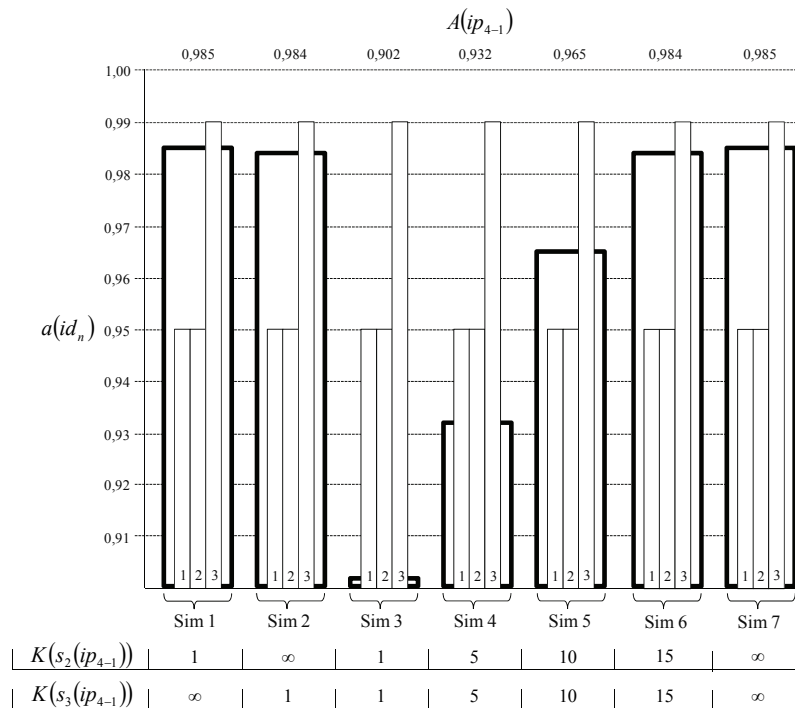 A(ip₄₋₁)
0,985 0,984 0,902 0,932 0,965 0,984 0,985
1,00
0,99
0,98
0,97
0,96
a(idₙ) 0,95
0,94
0,93
0,92
0,91
1 2 3 1 2 3 1 2 3 1 2 3 1 2 3 1 2 3 1 2 3
Sim 1 Sim 2 Sim 3 Sim 4 Sim 5 Sim 6 Sim 7
K(s₂(ip₄₋₁)) 1 ∞ 1 5 10 15 ∞
K(s₃(ip₄₋₁)) ∞ 1 1 5 10 15 ∞